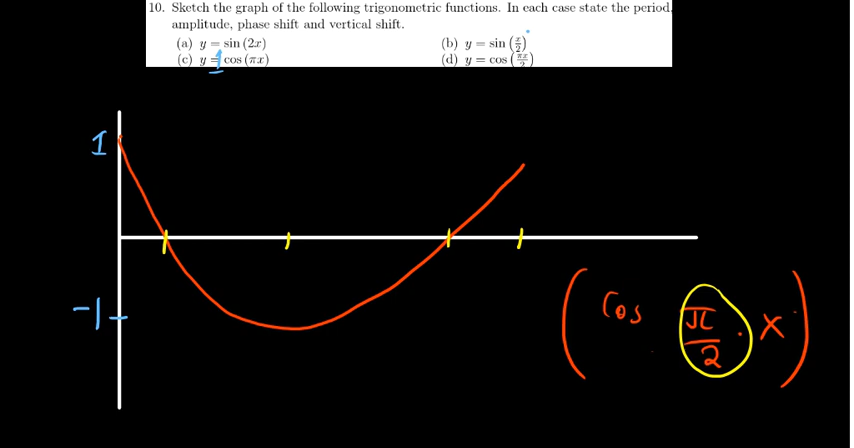 10. Sketch the graph of the following trigonometric functions. In each case state the period,
amplitude, phase shift and vertical shift.
(a) y = sin (2x)
(b) y = sin (x/2)
(c) y = 1 cos (πx)
(d) y = cos (πx/2)
1
-1
(cos π/2 · x)